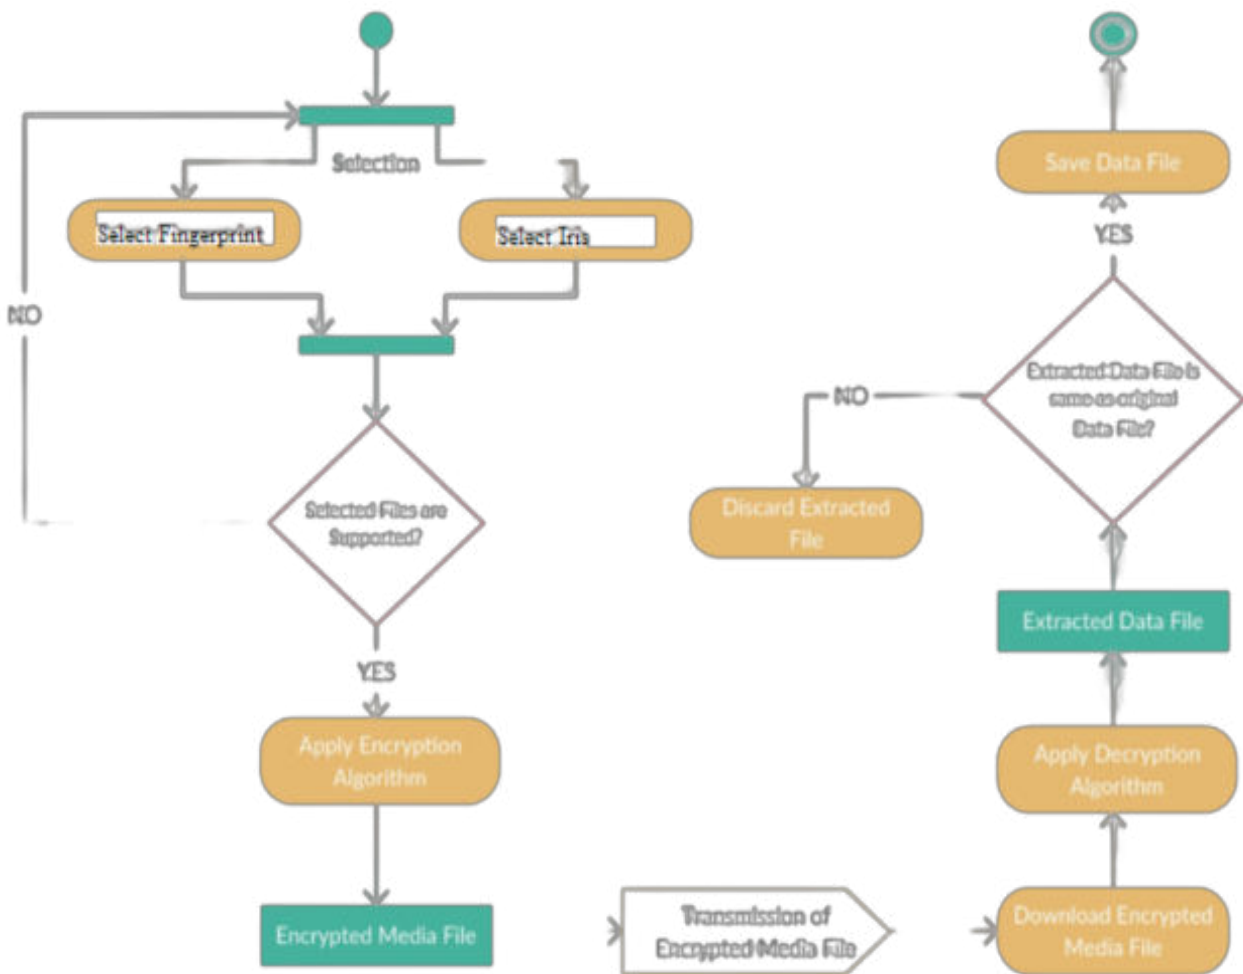 Selection
Select Fingerprint
Select Iris
NO
Selected Files are
Supported?
YES
Apply Encryption
Algorithm
Encrypted Media File
Transmission of
Encrypted Media File
Download Encrypted
Media File
Apply Decryption
Algorithm
Extracted Data File
Extracted Data File is
same as original
Data File?
NO
Discard Extracted
File
YES
Save Data File